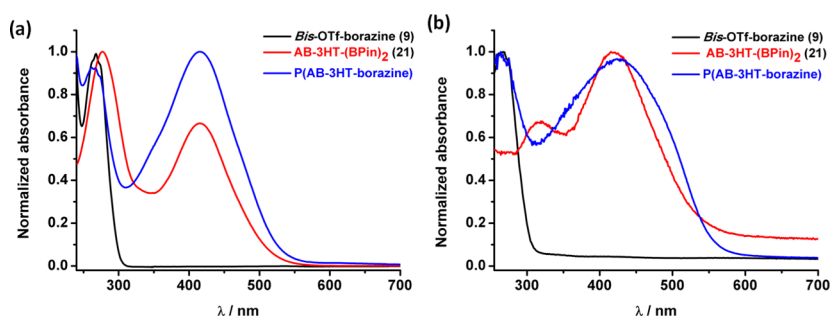 (a)
Bis-OTf-borazine (9)
AB-3HT-(BPin)2 (21)
P(AB-3HT-borazine)
Normalized absorbance
1.0
0.8
0.6
0.4
0.2
0.0
300 400 500 600 700
λ / nm
(b)
Bis-OTf-borazine (9)
AB-3HT-(BPin)2 (21)
P(AB-3HT-borazine)
Normalized absorbance
1.0
0.8
0.6
0.4
0.2
0.0
300 400 500 600 700
λ / nm